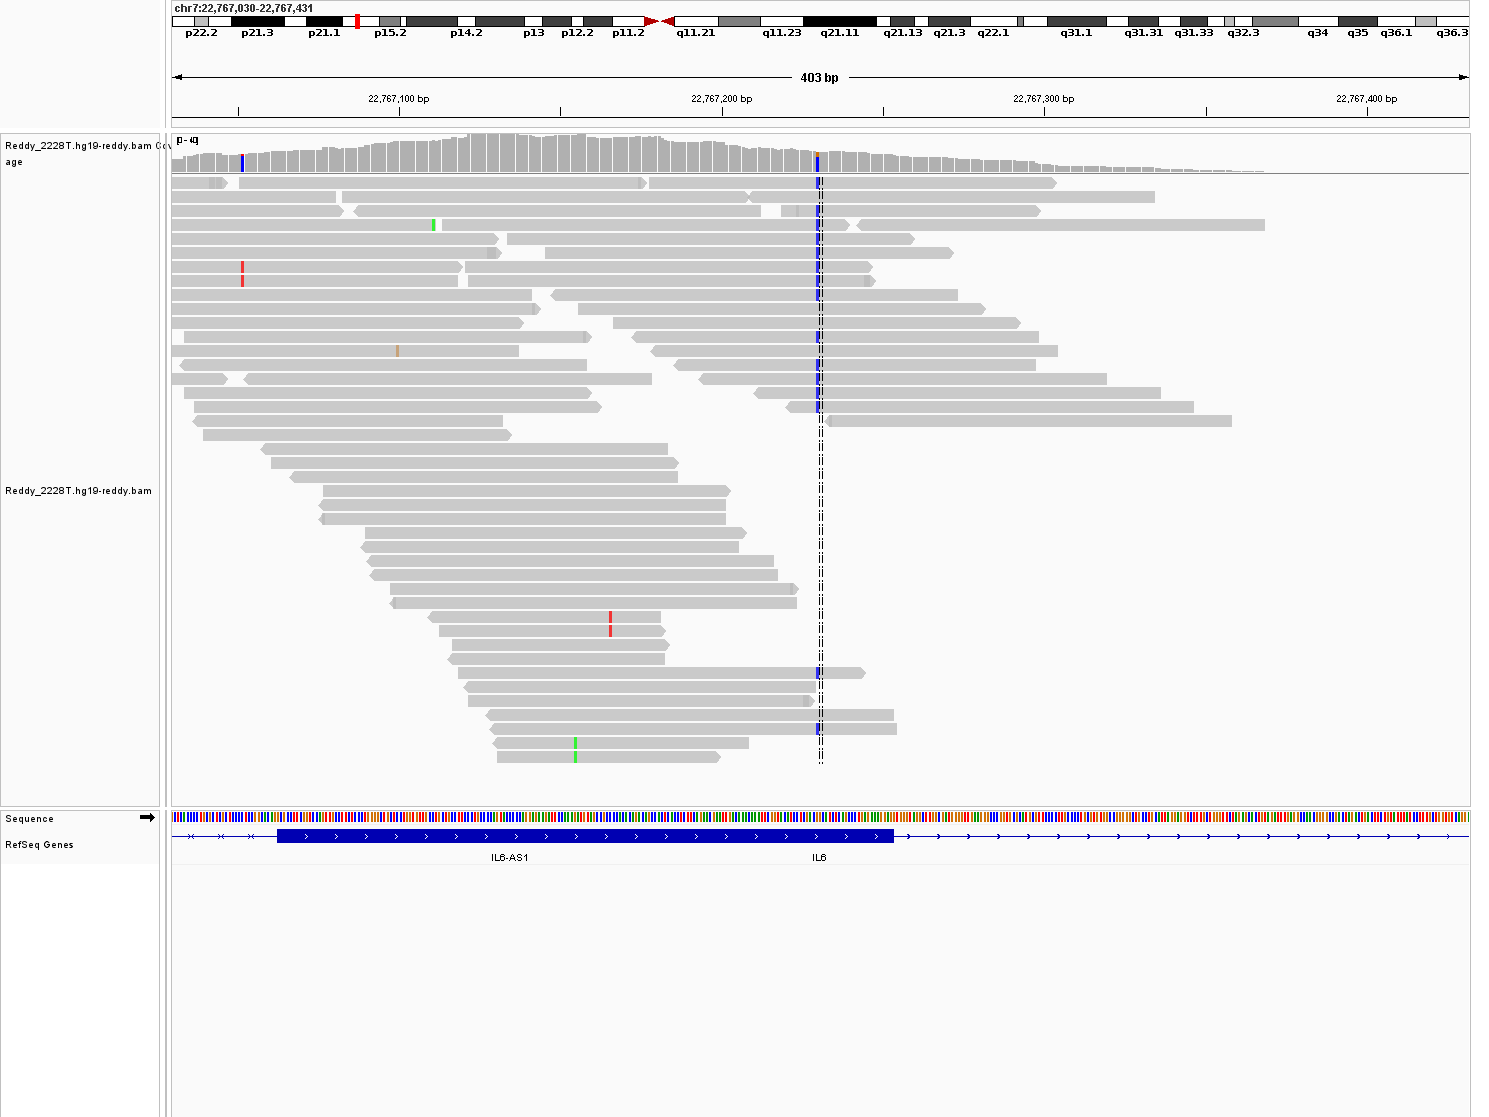 chr7:22,767,030-22,767,431
p22.2 p21.3 p21.1 p15.2 p14.2 p13 p12.2 p11.2 q11.21 q11.23 q21.11 q21.13 q21.3 q22.1 q31.1 q31.31 q31.33 q32.3 q34 q35 q36.1 q36.3
403 bp
22,767,100 bp 22,767,200 bp 22,767,300 bp 22,767,400 bp
Reddy_2228T.hg19-reddy.bam Cov
age
Reddy_2228T.hg19-reddy.bam
Sequence
RefSeq Genes
IL6-AS1 IL6